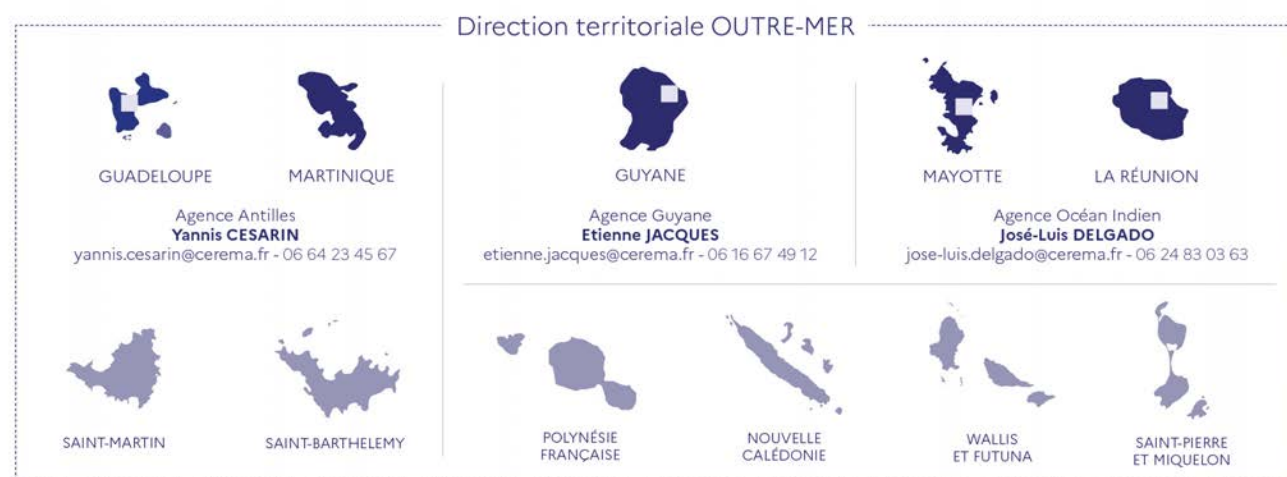 Direction territoriale OUTRE-MER
GUADELOUPE
MARTINIQUE
Agence Antilles
Yannis CESARIN
yannis.cesarin@cerema.fr - 06 64 23 45 67
GUYANE
Agence Guyane
Etienne JACQUES
etienne.jacques@cerema.fr - 06 16 67 49 12
MAYOTTE
LA RÉUNION
Agence Océan Indien
José-Luis DELGADO
jose-luis.delgado@cerema.fr - 06 24 83 03 63
SAINT-MARTIN
SAINT-BARTHELEMY
POLYNÉSIE
FRANÇAISE
NOUVELLE
CALÉDONIE
WALLIS
ET FUTUNA
SAINT-PIERRE
ET MIQUELON